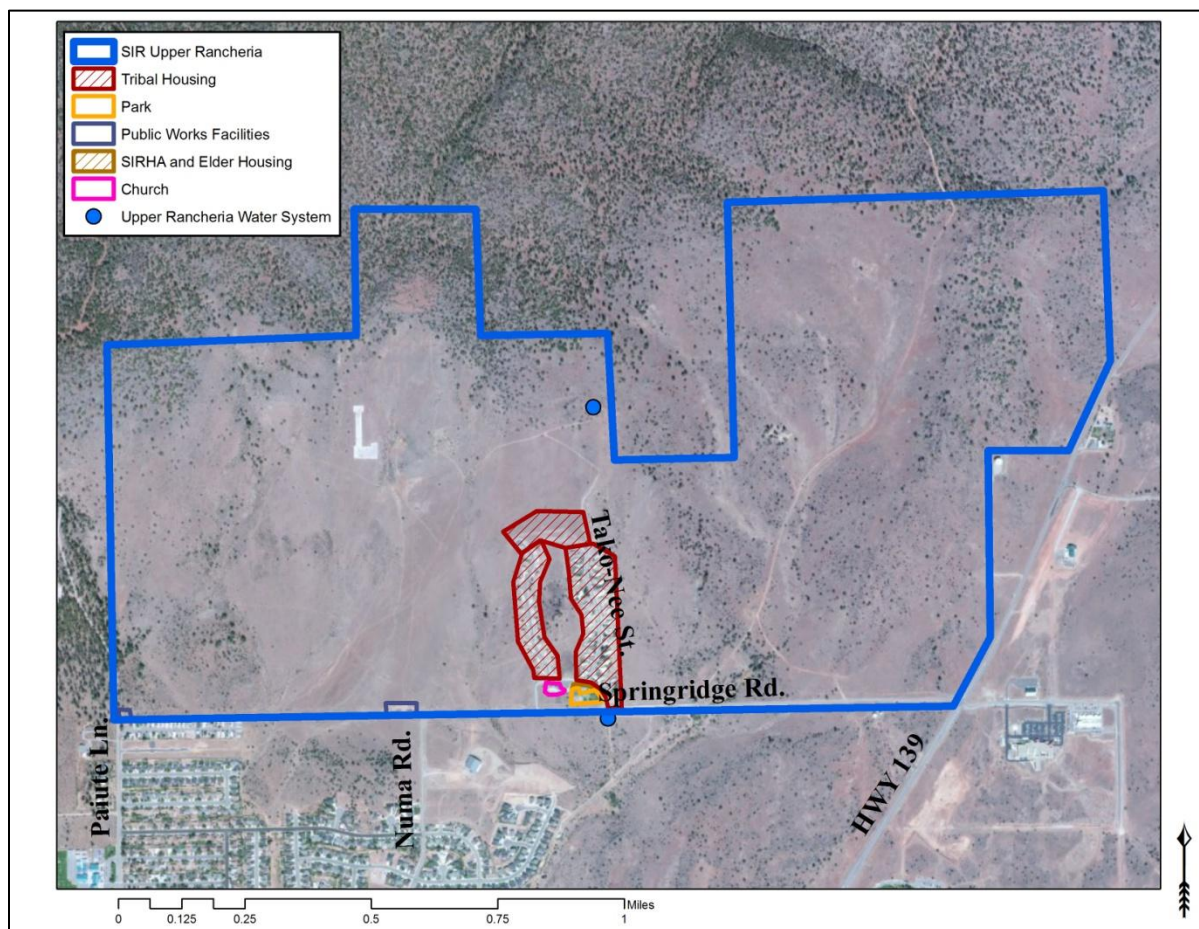 SIR Upper Rancheria
Tribal Housing
Park
Public Works Facilities
SIRHA and Elder Housing
Church
Upper Rancheria Water System
Tako-Nee St.
Springridge Rd.
Paiute Ln.
Numa Rd.
HWY 139
Miles
0 0.125 0.25 0.5 0.75 1